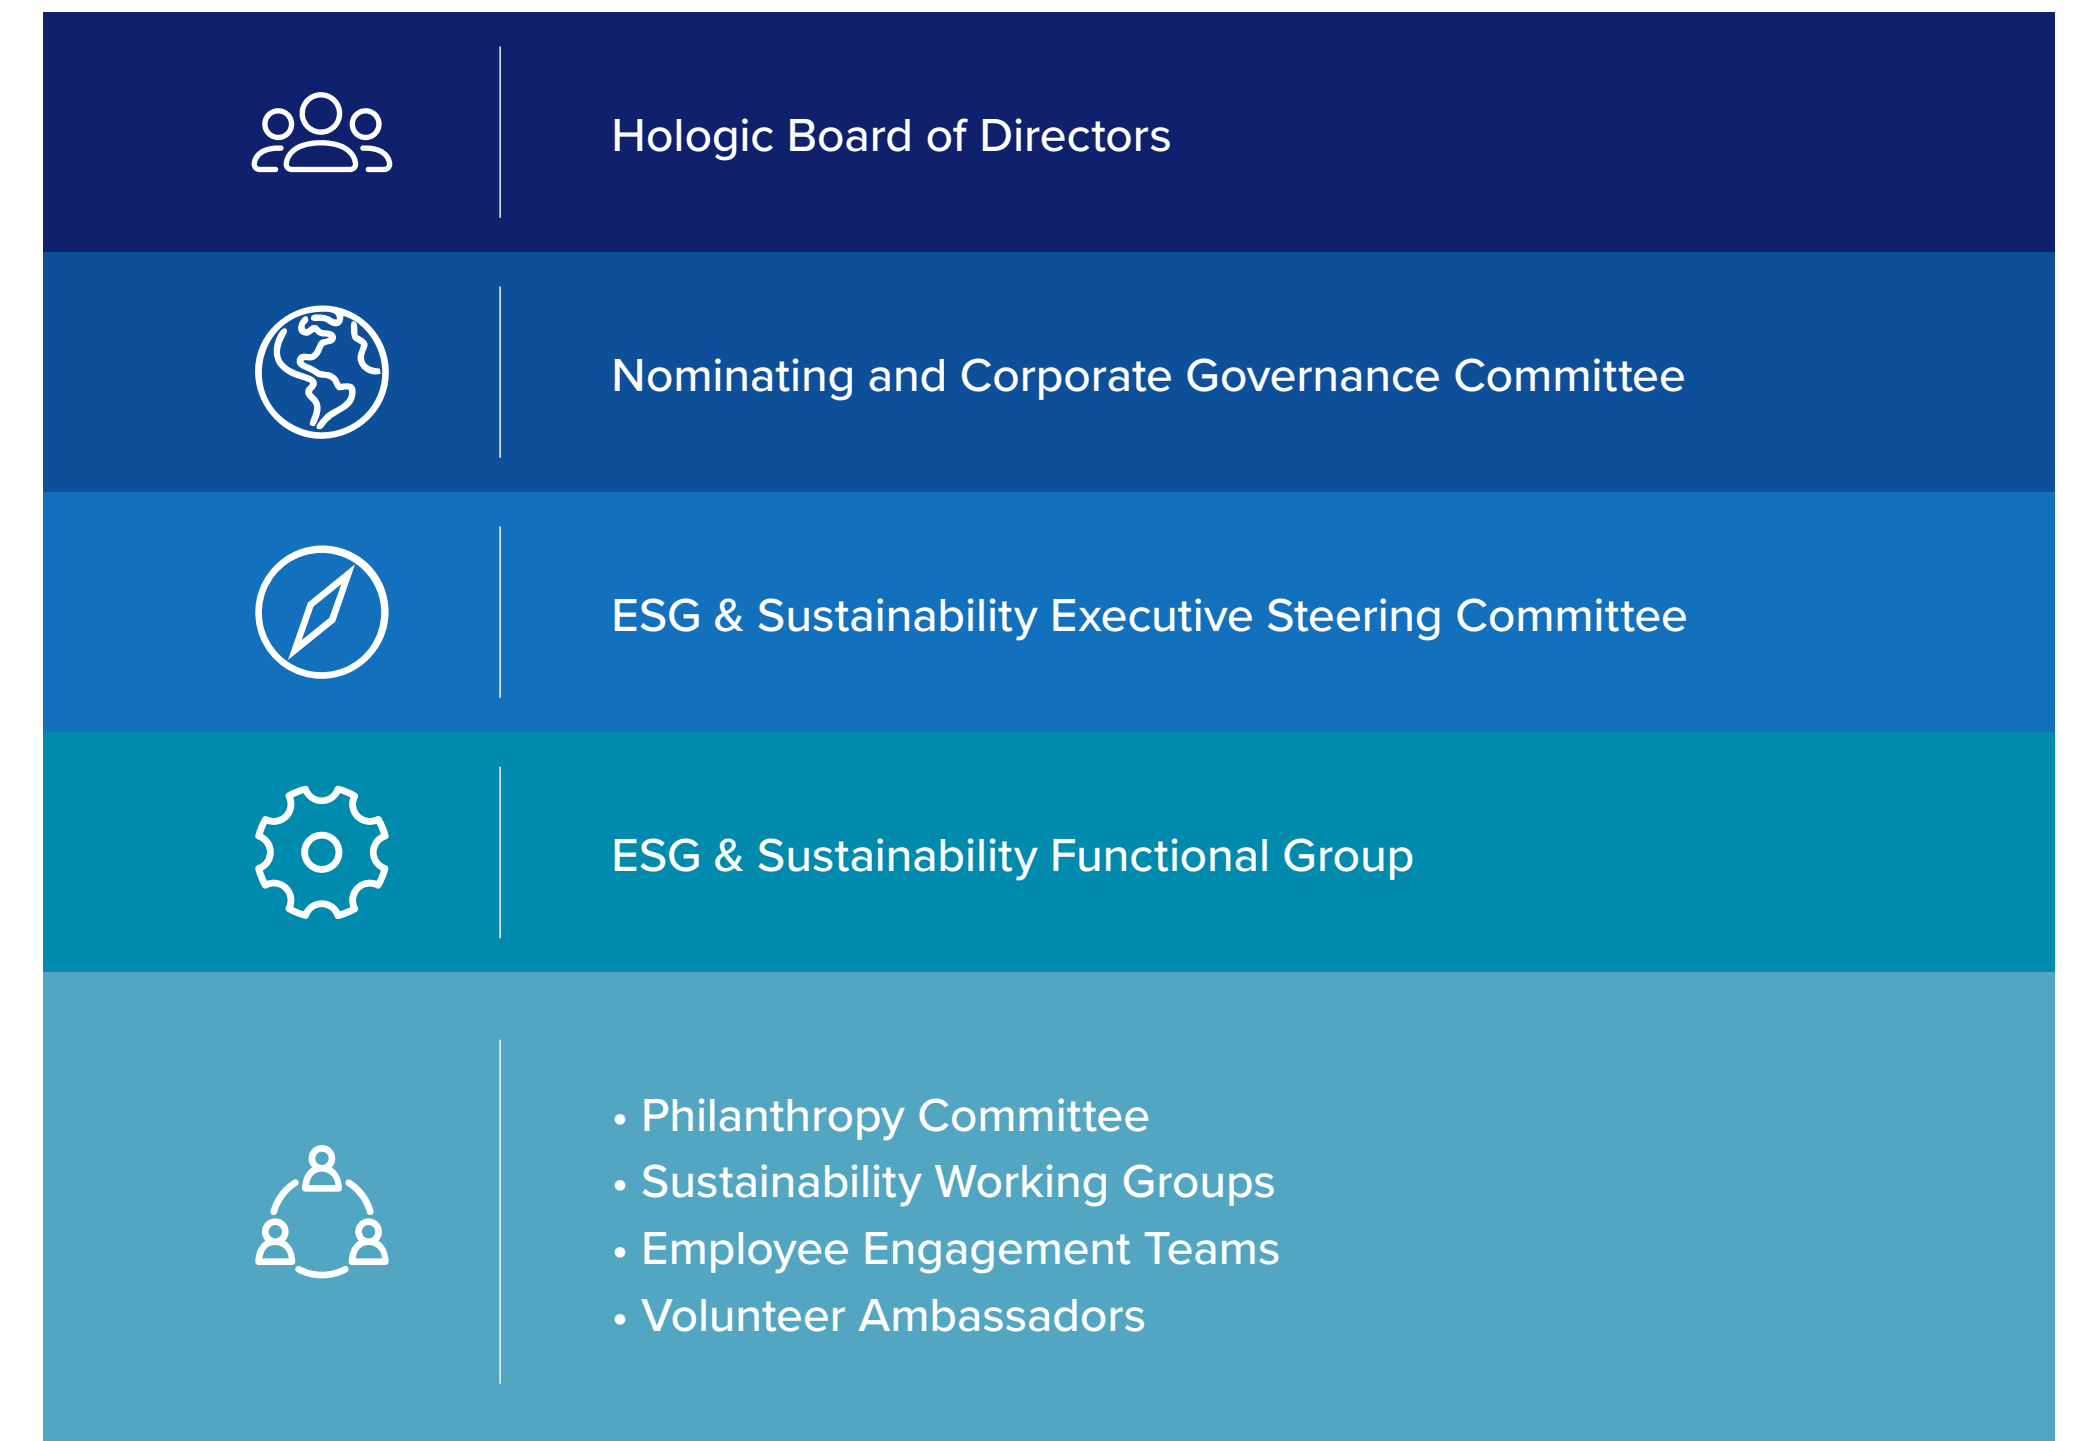 Hologic Board of Directors
Nominating and Corporate Governance Committee
ESG & Sustainability Executive Steering Committee
ESG & Sustainability Functional Group
• Philanthropy Committee
• Sustainability Working Groups
• Employee Engagement Teams
• Volunteer Ambassadors